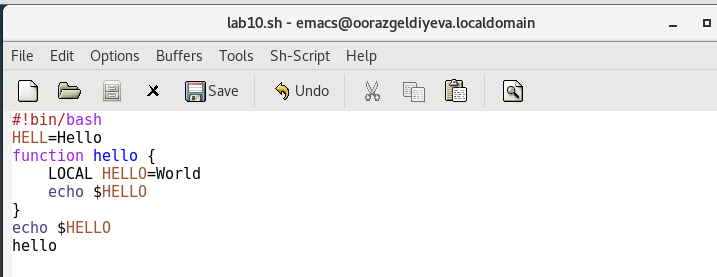 lab10.sh - emacs@oorazgeldiyeva.localdomain
File Edit Options Buffers Tools Sh-Script Help
Save Undo
#!bin/bash
HELL=Hello
function hello {
    LOCAL HELLO=World
    echo $HELLO
}
echo $HELLO
hello